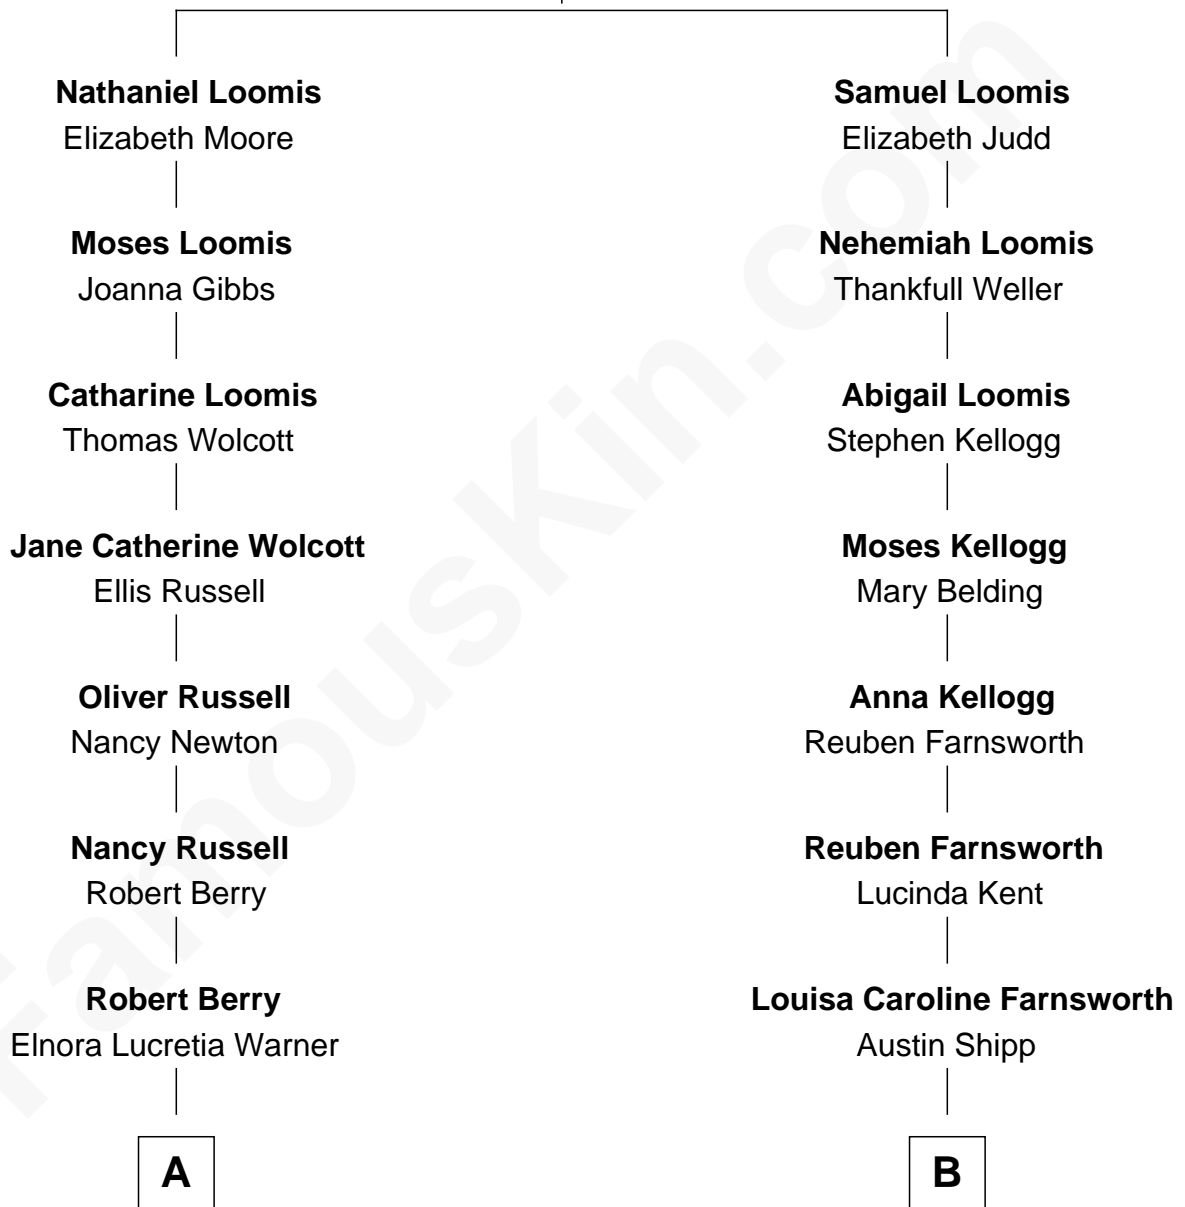 Nathaniel Loomis
Elizabeth Moore
Moses Loomis
Joanna Gibbs
Catharine Loomis
Thomas Wolcott
Jane Catherine Wolcott
Ellis Russell
Oliver Russell
Nancy Newton
Nancy Russell
Robert Berry
Robert Berry
Elnora Lucretia Warner
A
Samuel Loomis
Elizabeth Judd
Nehemiah Loomis
Thankfull Weller
Abigail Loomis
Stephen Kellogg
Moses Kellogg
Mary Belding
Anna Kellogg
Reuben Farnsworth
Reuben Farnsworth
Lucinda Kent
Louisa Caroline Farnsworth
Austin Shipp
B
FamousKin.com